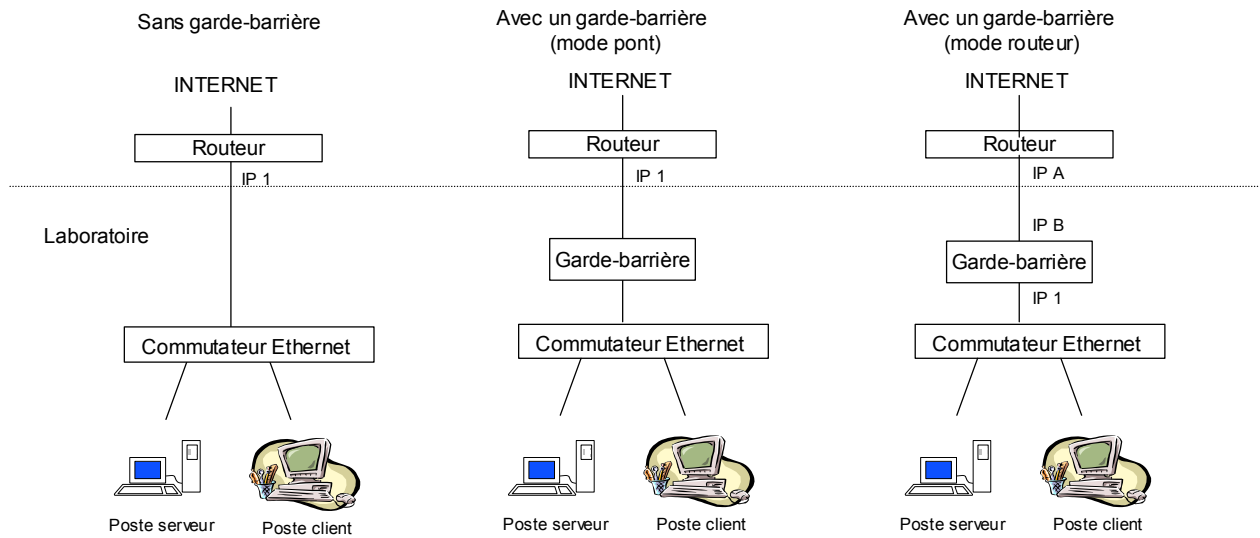 Sans garde-barrière
Avec un garde-barrière
(mode pont)
Avec un garde-barrière
(mode routeur)
INTERNET
INTERNET
INTERNET
Routeur
Routeur
Routeur
IP 1
IP 1
IP A
Laboratoire
IP B
Garde-barrière
Garde-barrière
IP 1
Commutateur Ethernet
Commutateur Ethernet
Commutateur Ethernet
Poste serveur
Poste client
Poste serveur
Poste client
Poste serveur
Poste client